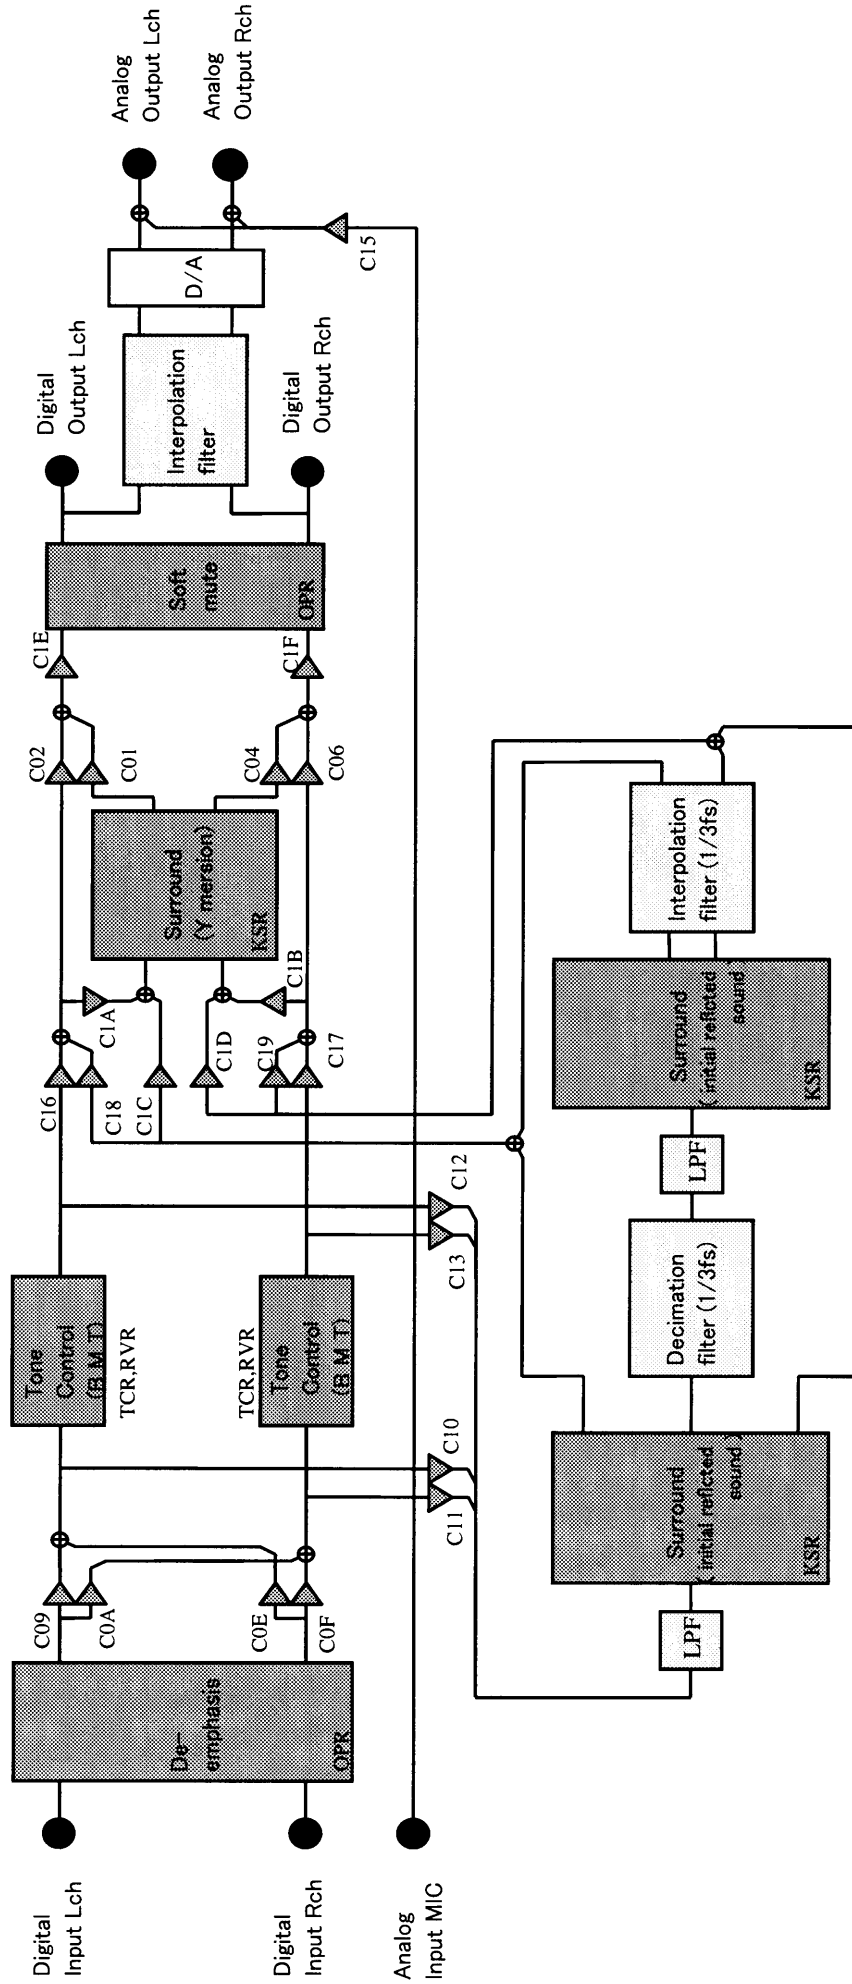 Digital
Input Lch
Digital
Input Rch
Analog
Input MIC
De-
emphasis
OPR
C09
C0A
C0E
C0F
Tone
Control
(B M T)
TCR,RVR
TCR,RVR
Tone
Control
(B M T)
C10
C11
C12
C13
C16
C18
C1C
C1A
C1D
C19
C17
C1B
Surround
(Y mersion)
KSR
C02
C01
C04
C06
C1E
C1F
Soft
mute
OPR
Digital
Output Lch
Digital
Output Rch
Interpolation
filter
D/A
C15
Analog
Output Lch
Analog
Output Rch
LPF
Surround
( initial reflcted
sound )
KSR
Decimation
filter (1/3fs)
LPF
Surround
( initial reflcted
sound )
KSR
Interpolation
filter (1/3fs)